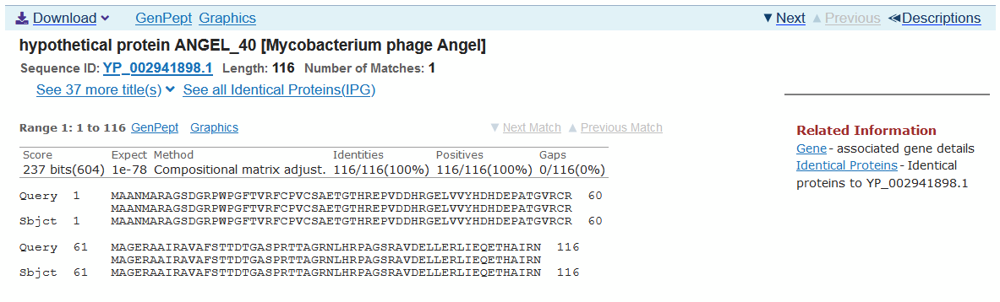 Download GenPept Graphics Next Previous Descriptions
hypothetical protein ANGEL_40 [Mycobacterium phage Angel]
Sequence ID: YP_002941898.1 Length: 116 Number of Matches: 1
See 37 more title(s) See all Identical Proteins(IPG)
Range 1: 1 to 116 GenPept Graphics Next Match Previous Match
Score Expect Method Identities Positives Gaps
237 bits(604) 1e-78 Compositional matrix adjust. 116/116(100%) 116/116(100%) 0/116(0%)
Query 1 MAANMARAGSDGRPWPGFTVRFCPVCSAETGTHREPVDDHRGELVVYHDHDEPATGVRCR 60
MAANMARAGSDGRPWPGFTVRFCPVCSAETGTHREPVDDHRGELVVYHDHDEPATGVRCR
Sbjct 1 MAANMARAGSDGRPWPGFTVRFCPVCSAETGTHREPVDDHRGELVVYHDHDEPATGVRCR 60
Query 61 MAGERAAIRAVAFSTTDTGASPRTTAGRNLHRPAGSRAVDELLERLIEQETHAIRN 116
MAGERAAIRAVAFSTTDTGASPRTTAGRNLHRPAGSRAVDELLERLIEQETHAIRN
Sbjct 61 MAGERAAIRAVAFSTTDTGASPRTTAGRNLHRPAGSRAVDELLERLIEQETHAIRN 116
Related Information
Gene - associated gene details
Identical Proteins - Identical
proteins to YP_002941898.1